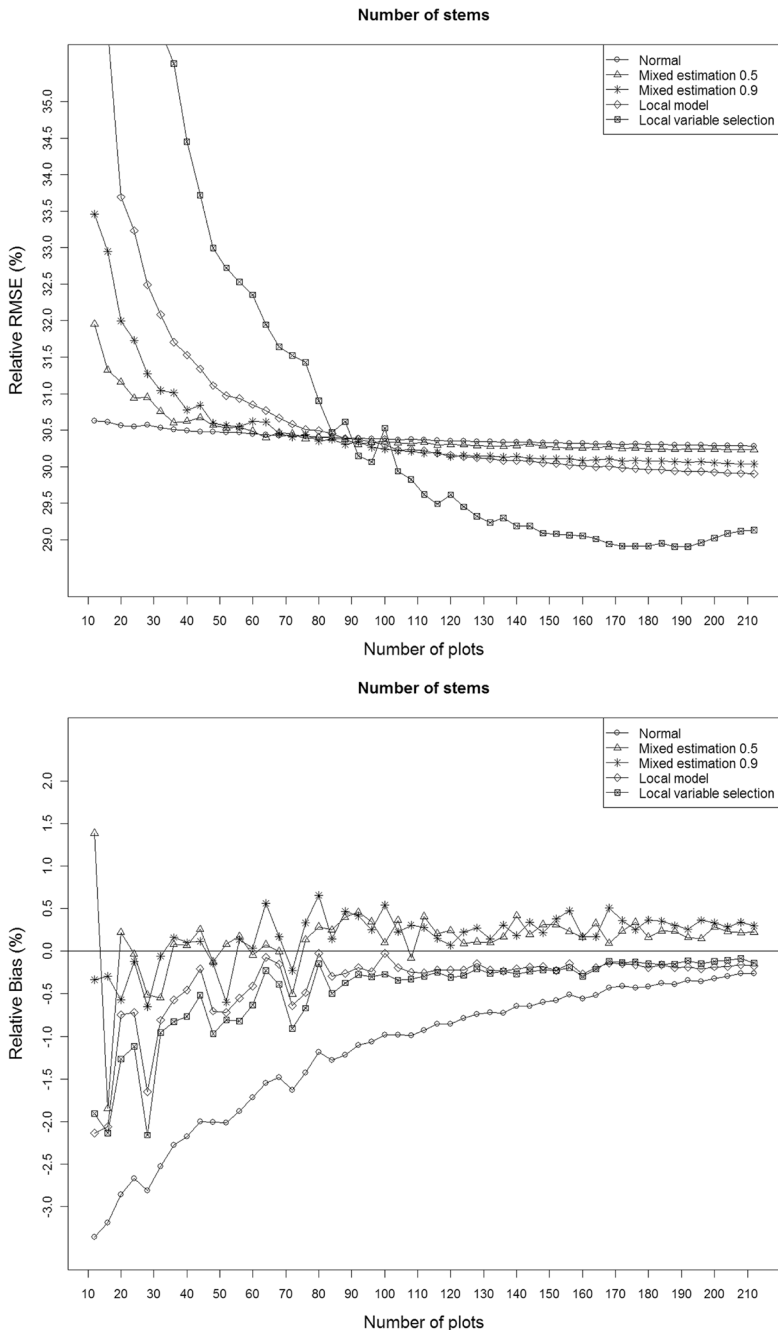 Number of stems
Normal
Mixed estimation 0.5
Mixed estimation 0.9
Local model
Local variable selection
Relative RMSE (%)
35.0
34.5
34.0
33.5
33.0
32.5
32.0
31.5
31.0
30.5
30.0
29.5
29.0
10 20 30 40 50 60 70 80 90 100 110 120 130 140 150 160 170 180 190 200 210
Number of plots
Number of stems
Normal
Mixed estimation 0.5
Mixed estimation 0.9
Local model
Local variable selection
Relative Bias (%)
2.0
1.5
1.0
0.5
0.0
-0.5
-1.0
-1.5
-2.0
-2.5
-3.0
10 20 30 40 50 60 70 80 90 100 110 120 130 140 150 160 170 180 190 200 210
Number of plots